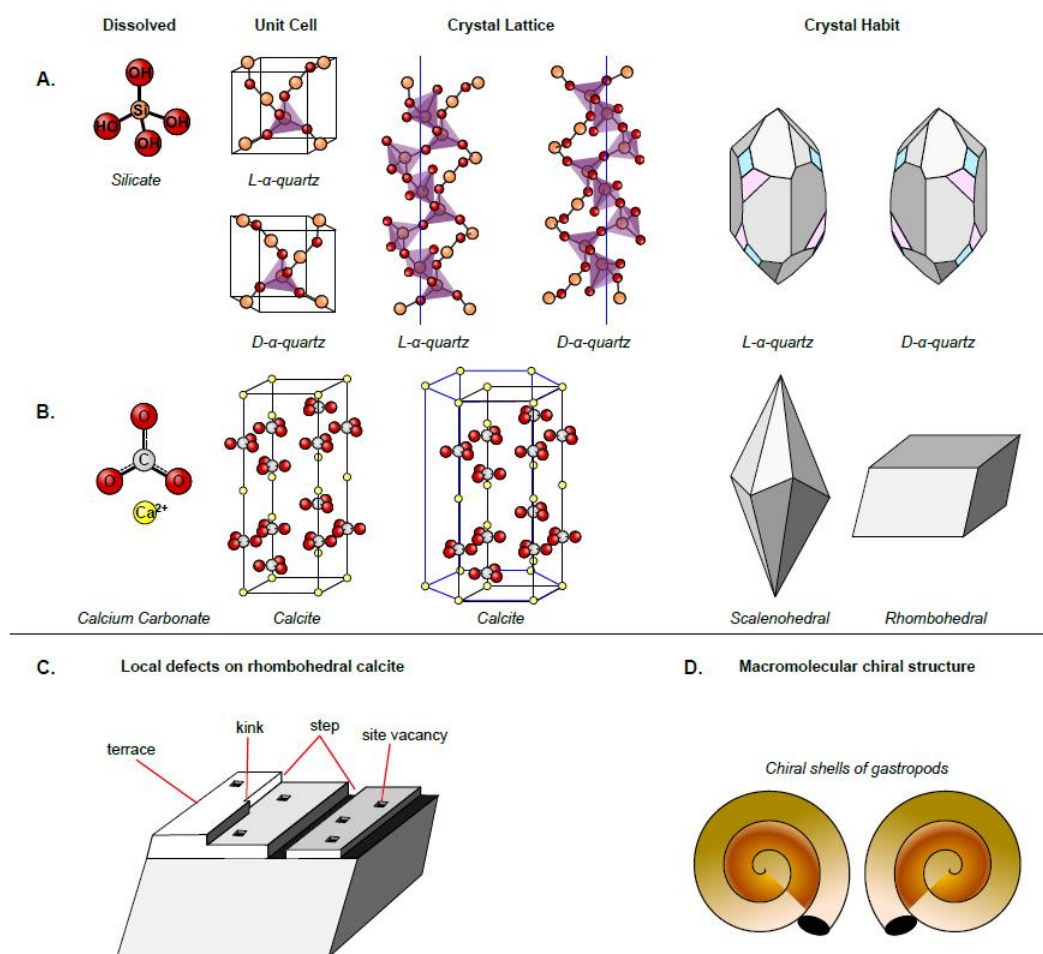 Dissolved Unit Cell Crystal Lattice Crystal Habit
A.
OH
Si
HO OH
OH
Silicate L-α-quartz
D-α-quartz L-α-quartz D-α-quartz L-α-quartz D-α-quartz
B.
O
C
O O
Ca2+
Calcium Carbonate Calcite Calcite Scalenohedral Rhombohedral
C. Local defects on rhombohedral calcite
D. Macromolecular chiral structure
kink step site vacancy
terrace
Chiral shells of gastropods